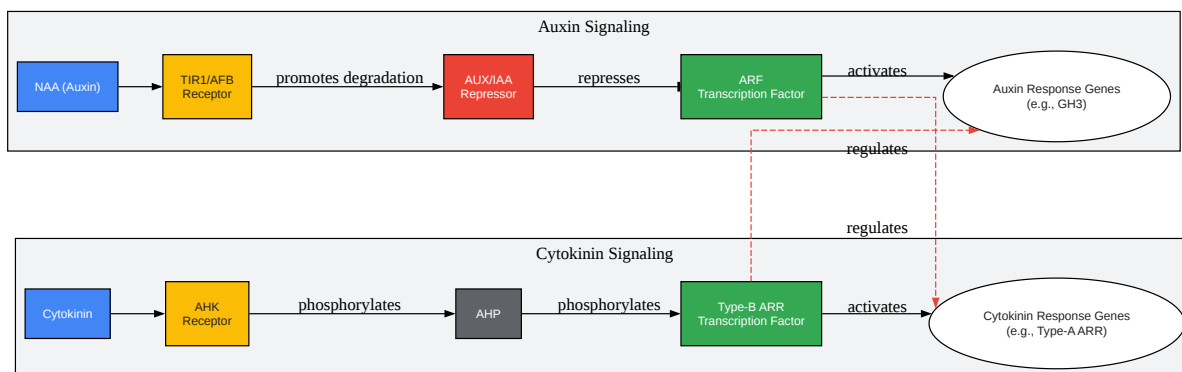 Auxin Signaling
NAA (Auxin)
TIR1/AFB
Receptor
promotes degradation
AUX/IAA
Repressor
represses
ARF
Transcription Factor
activates
Auxin Response Genes
(e.g., GH3)
regulates
regulates
Cytokinin Signaling
Cytokinin
AHK
Receptor
phosphorylates
AHP
phosphorylates
Type-B ARR
Transcription Factor
activates
Cytokinin Response Genes
(e.g., Type-A ARR)